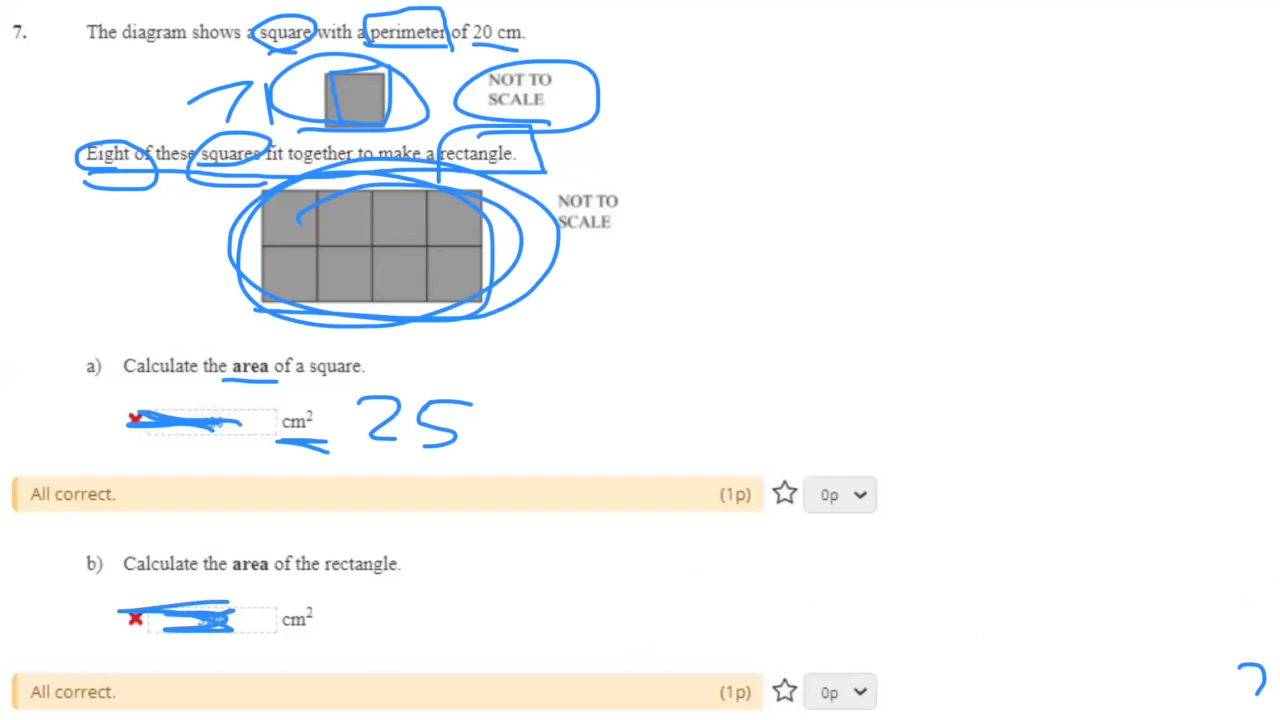 7. The diagram shows a square with a perimeter of 20 cm.
NOT TO
SCALE
Eight of these squares fit together to make a rectangle.
NOT TO
SCALE
a) Calculate the area of a square.
cm² 25
All correct. (1p) 0p
b) Calculate the area of the rectangle.
cm²
All correct. (1p) 0p